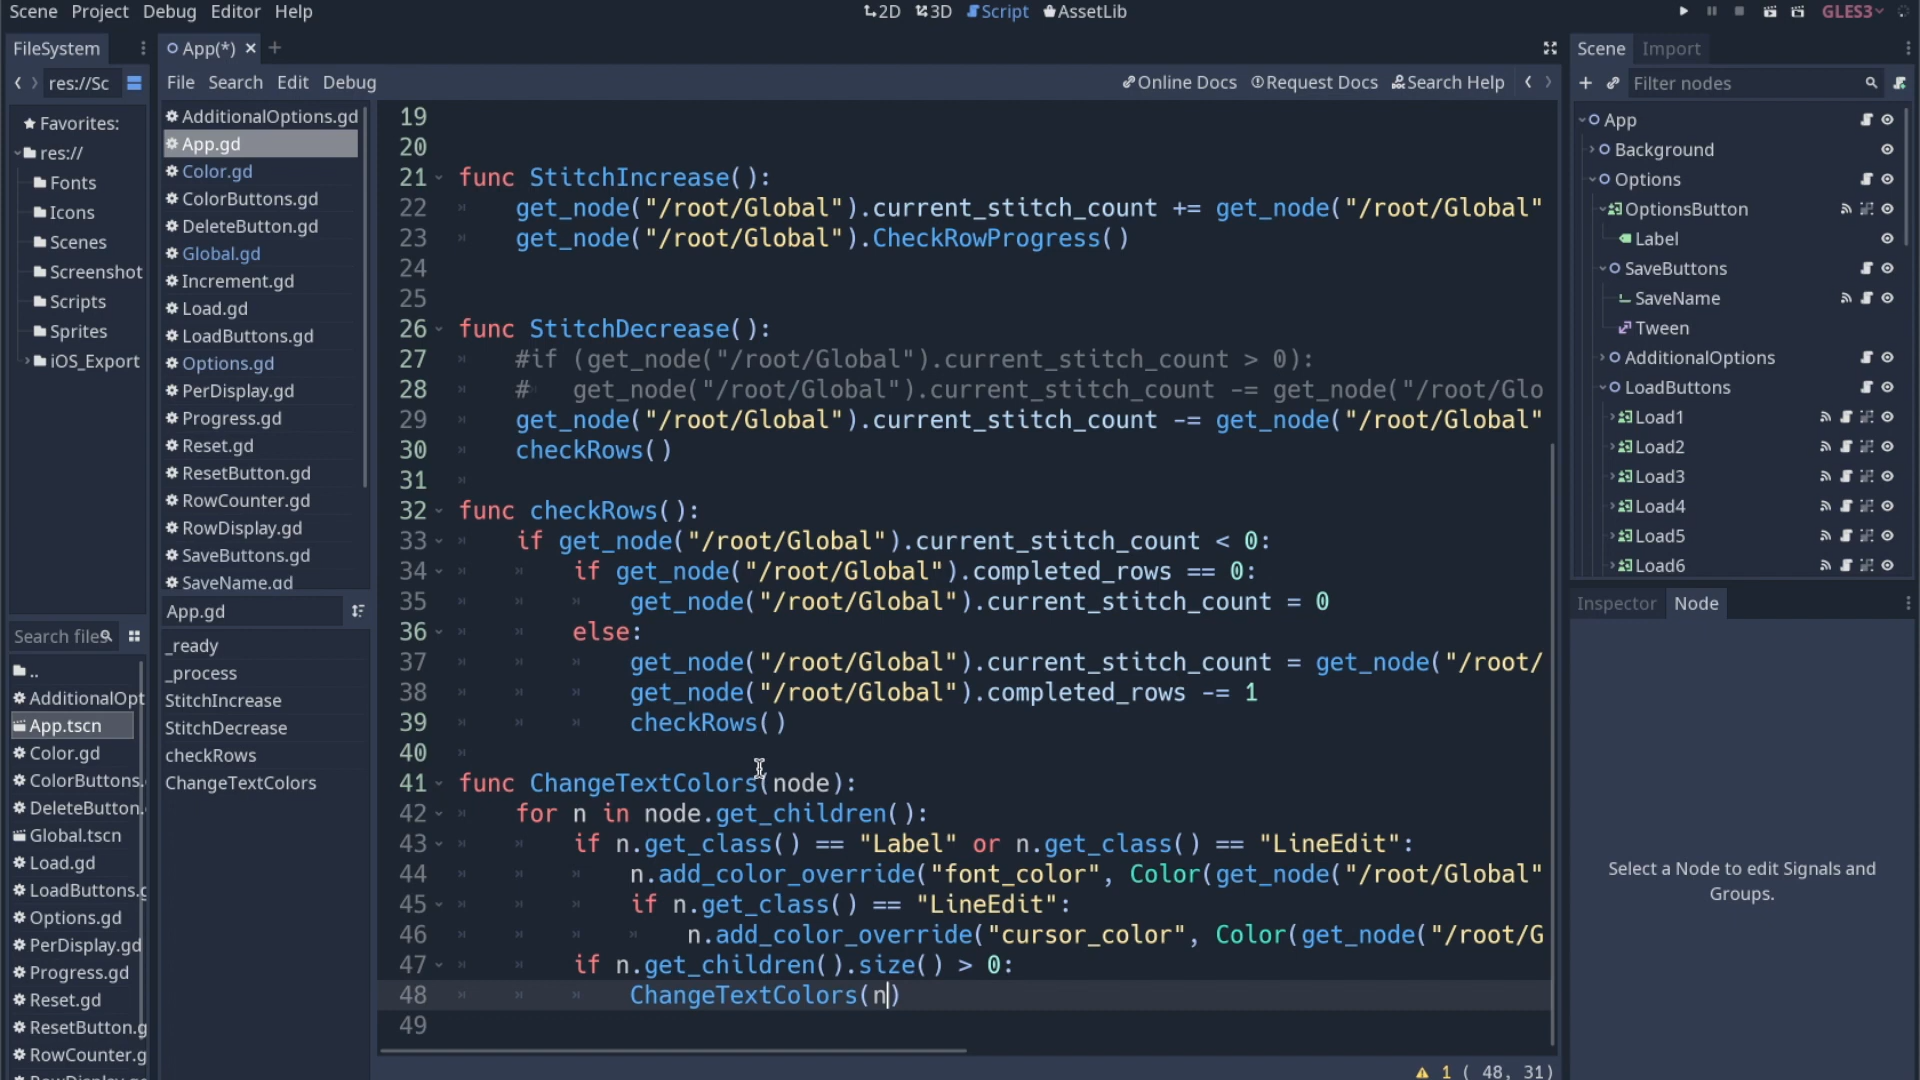 Scene Project Debug Editor Help
2D 3D Script AssetLib
GLES3
FileSystem
res://Sc
Favorites:
res://
Fonts
Icons
Scenes
Screenshot
Scripts
Sprites
iOS_Export
Search files
..
AdditionalOpt
App.tscn
Color.gd
ColorButtons.
DeleteButton.
Global.tscn
Load.gd
LoadButtons.g
Options.gd
PerDisplay.gd
Progress.gd
Reset.gd
ResetButton.g
RowCounter.g
App(*)
File Search Edit Debug
Online Docs Request Docs Search Help
AdditionalOptions.gd
App.gd
Color.gd
ColorButtons.gd
DeleteButton.gd
Global.gd
Increment.gd
Load.gd
LoadButtons.gd
Options.gd
PerDisplay.gd
Progress.gd
Reset.gd
ResetButton.gd
RowCounter.gd
RowDisplay.gd
SaveButtons.gd
SaveName.gd
App.gd
_ready
_process
StitchIncrease
StitchDecrease
checkRows
ChangeTextColors
19
20
21 func StitchIncrease():
22 get_node("/root/Global").current_stitch_count += get_node("/root/Global"
23 get_node("/root/Global").CheckRowProgress()
24
25
26 func StitchDecrease():
27 #if (get_node("/root/Global").current_stitch_count > 0):
28 # get_node("/root/Global").current_stitch_count -= get_node("/root/Glo
29 get_node("/root/Global").current_stitch_count -= get_node("/root/Global"
30 checkRows()
31
32 func checkRows():
33 if get_node("/root/Global").current_stitch_count < 0:
34 if get_node("/root/Global").completed_rows == 0:
35 get_node("/root/Global").current_stitch_count = 0
36 else:
37 get_node("/root/Global").current_stitch_count = get_node("/root/
38 get_node("/root/Global").completed_rows -= 1
39 checkRows()
40
41 func ChangeTextColors(node):
42 for n in node.get_children():
43 if n.get_class() == "Label" or n.get_class() == "LineEdit":
44 n.add_color_override("font_color", Color(get_node("/root/Global"
45 if n.get_class() == "LineEdit":
46 n.add_color_override("cursor_color", Color(get_node("/root/G
47 if n.get_children().size() > 0:
48 ChangeTextColors(n)
49
1 ( 48, 31)
Scene Import
Filter nodes
App
Background
Options
OptionsButton
Label
SaveButtons
SaveName
Tween
AdditionalOptions
LoadButtons
Load1
Load2
Load3
Load4
Load5
Load6
Inspector Node
Select a Node to edit Signals and
Groups.